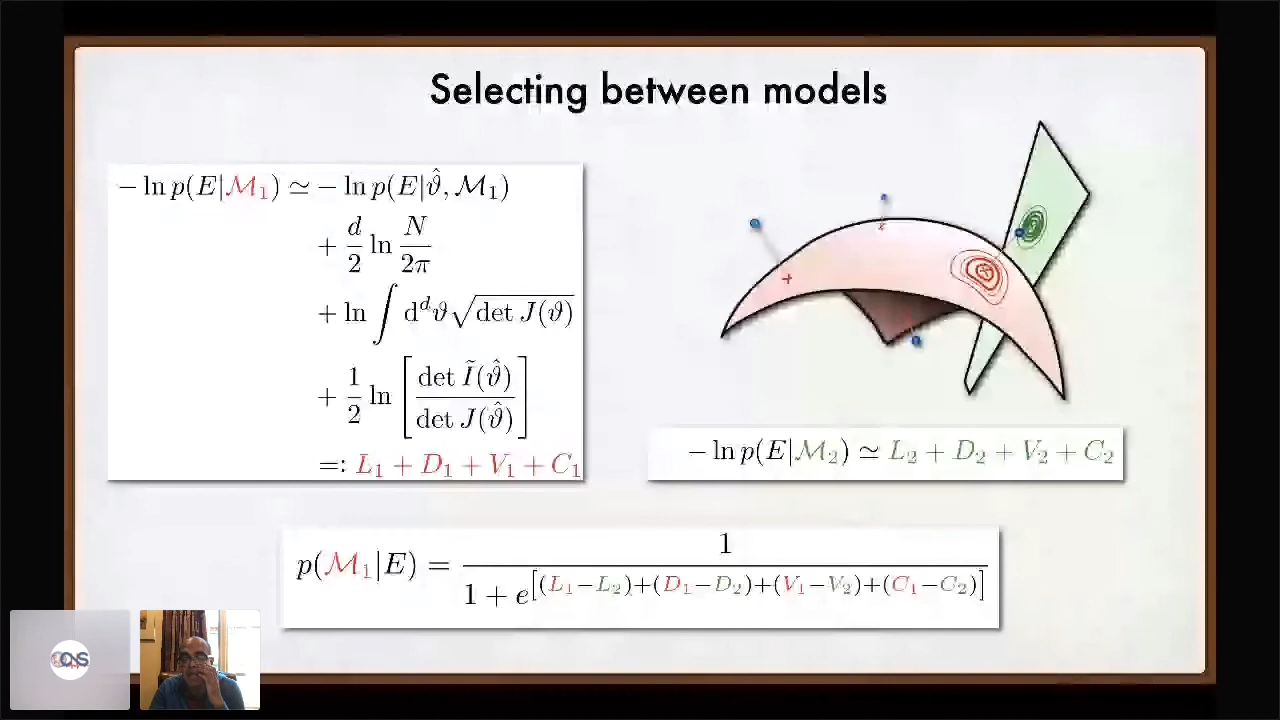 Selecting between models
− ln p(E|ℳ₁) ≃ − ln p(E|ϑ̂, ℳ₁)
+ d/2 ln N/2π
+ ln ∫ dᵈϑ √det J(ϑ)
+ 1/2 ln [det Ĩ(ϑ̂) / det J(ϑ̂)]
=: L₁ + D₁ + V₁ + C₁
− ln p(E|ℳ₂) ≃ L₂ + D₂ + V₂ + C₂
p(ℳ₁|E) = 1 / 1 + e^[(L₁−L₂)+(D₁−D₂)+(V₁−V₂)+(C₁−C₂)]